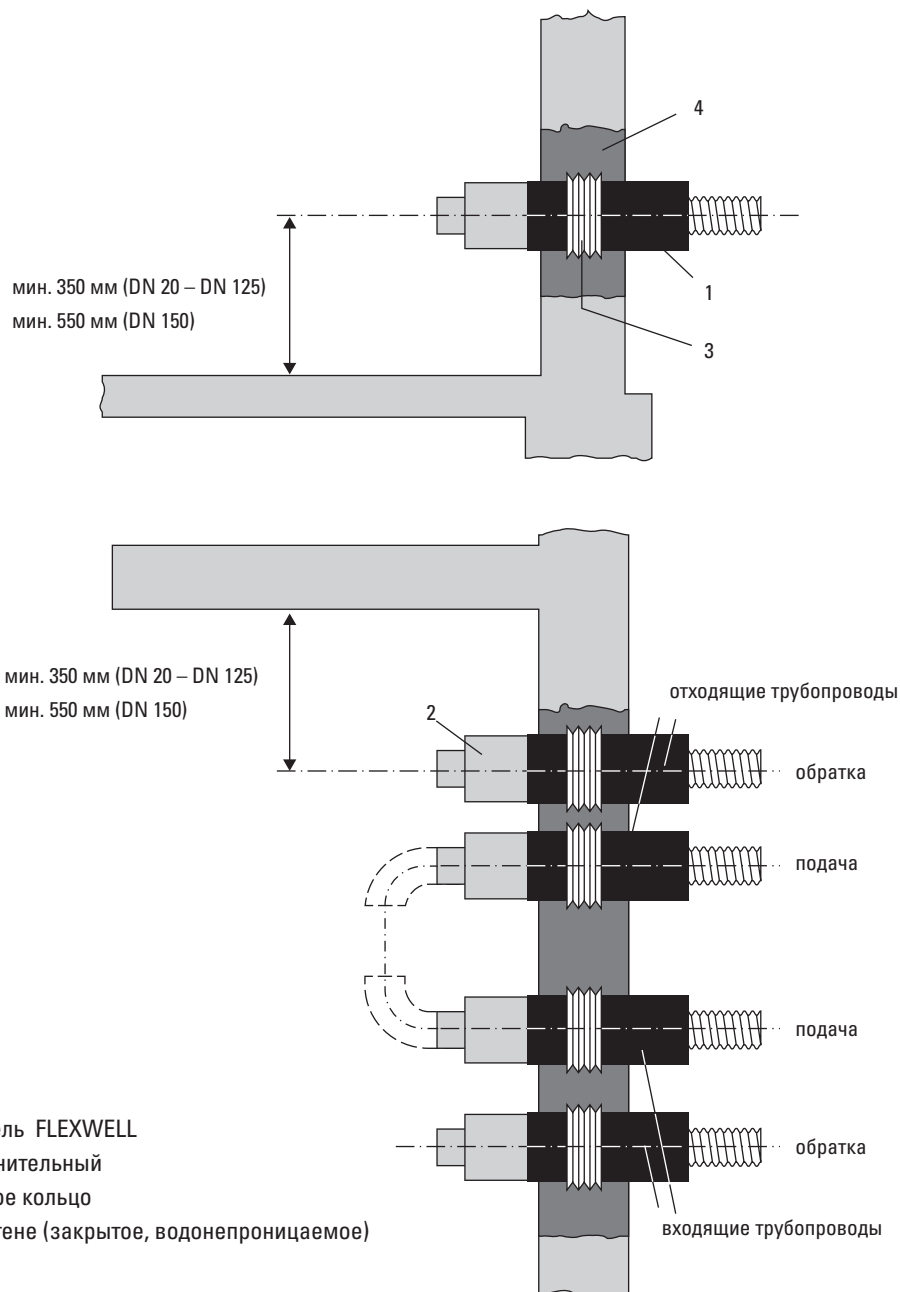 4
1
3
мин. 350 мм (DN 20 – DN 125)
мин. 550 мм (DN 150)
мин. 350 мм (DN 20 – DN 125)
мин. 550 мм (DN 150)
2
отходящие трубопроводы
обратка
подача
подача
обратка
входящие трубопроводы
ль FLEXWELL
нительный
ое кольцо
тене (закрытое, водонепроницаемое)